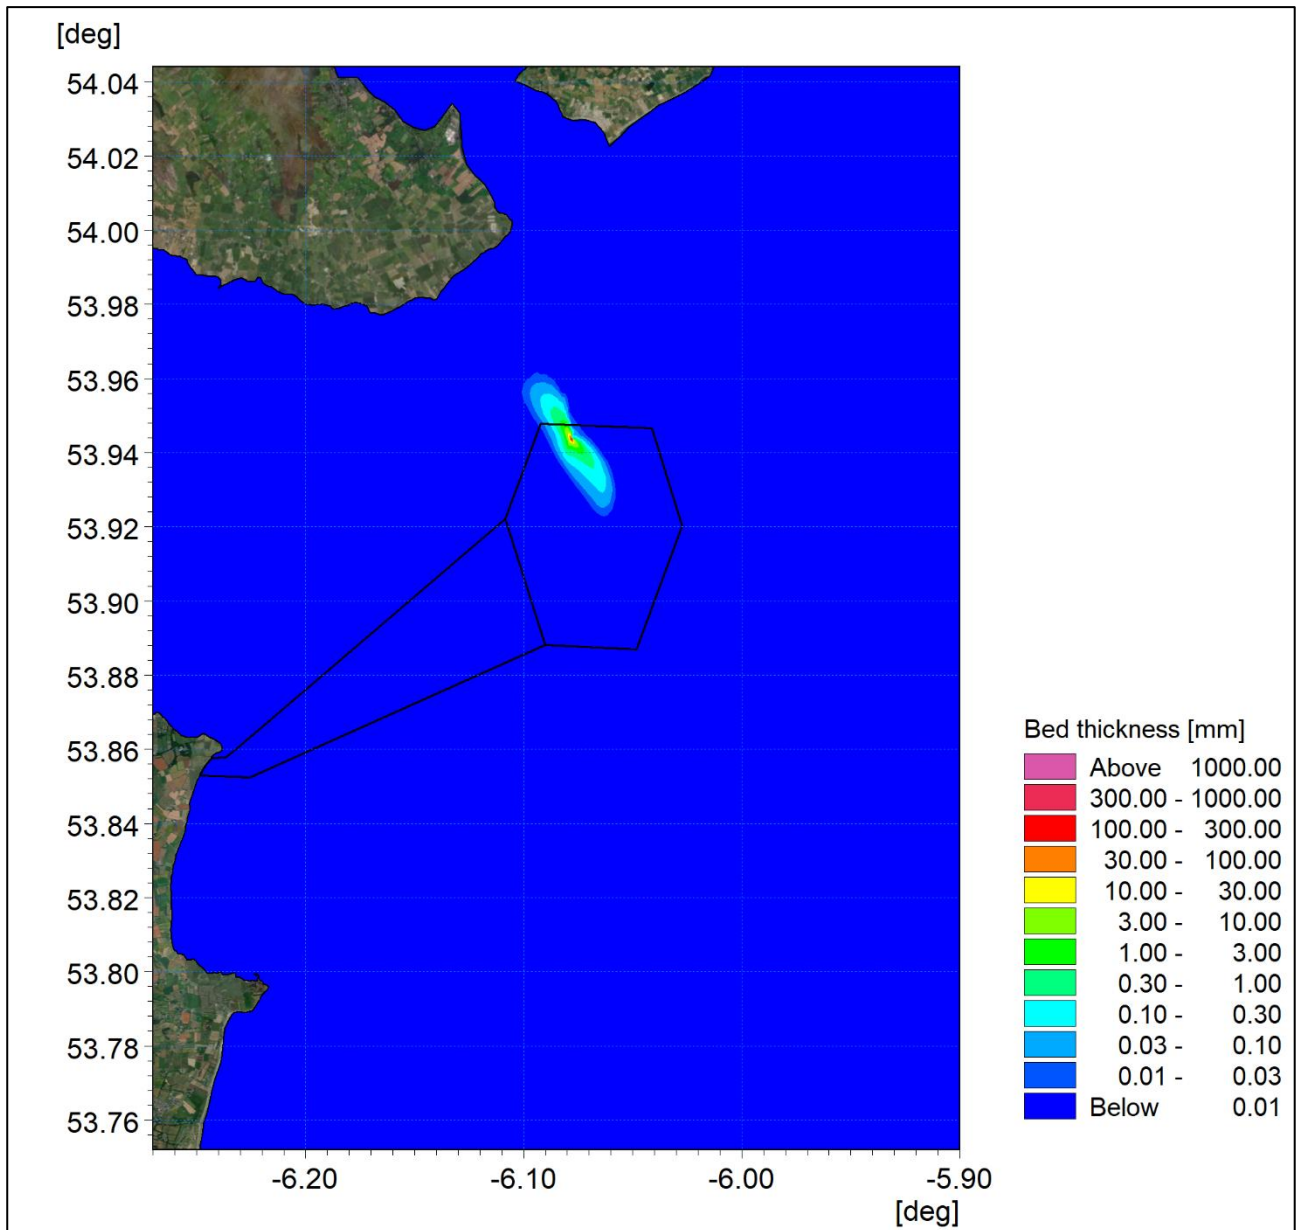 [deg]
54.04
54.02
54.00
53.98
53.96
53.94
53.92
53.90
53.88
53.86
53.84
53.82
53.80
53.78
53.76
-6.20 -6.10 -6.00 -5.90
[deg]
Bed thickness [mm]
Above 1000.00
300.00 - 1000.00
100.00 - 300.00
30.00 - 100.00
10.00 - 30.00
3.00 - 10.00
1.00 - 3.00
0.30 - 1.00
0.10 - 0.30
0.03 - 0.10
0.01 - 0.03
Below 0.01